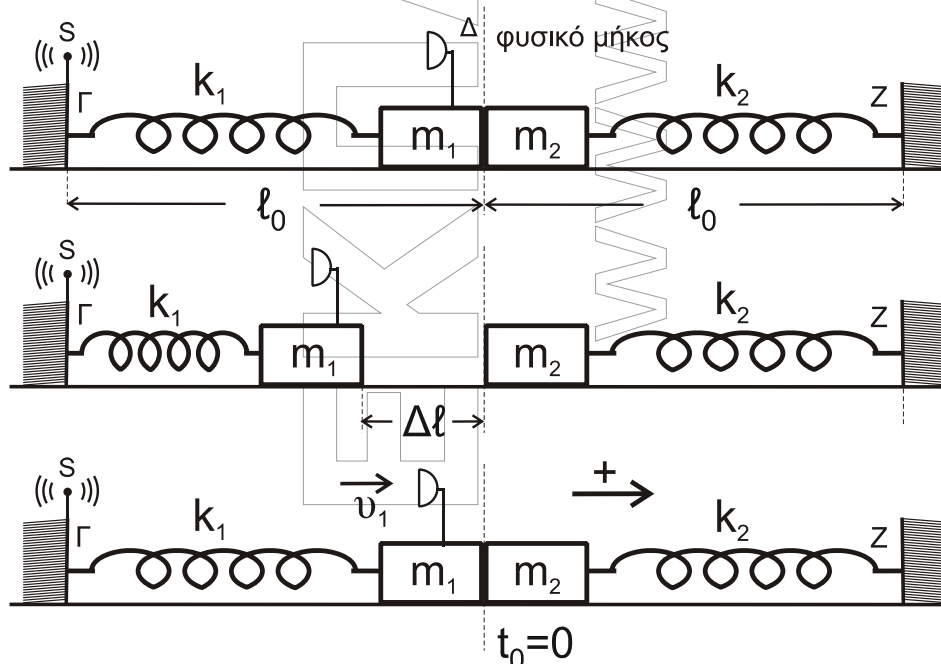 S
Δ
φυσικό μήκος
Γ k₁ k₂ Z
m₁ m₂
ℓ₀ ℓ₀
S
Γ k₁ k₂ Z
m₁ m₂
Δℓ
S
υ₁ +
Γ k₁ k₂ Z
m₁ m₂
t₀=0